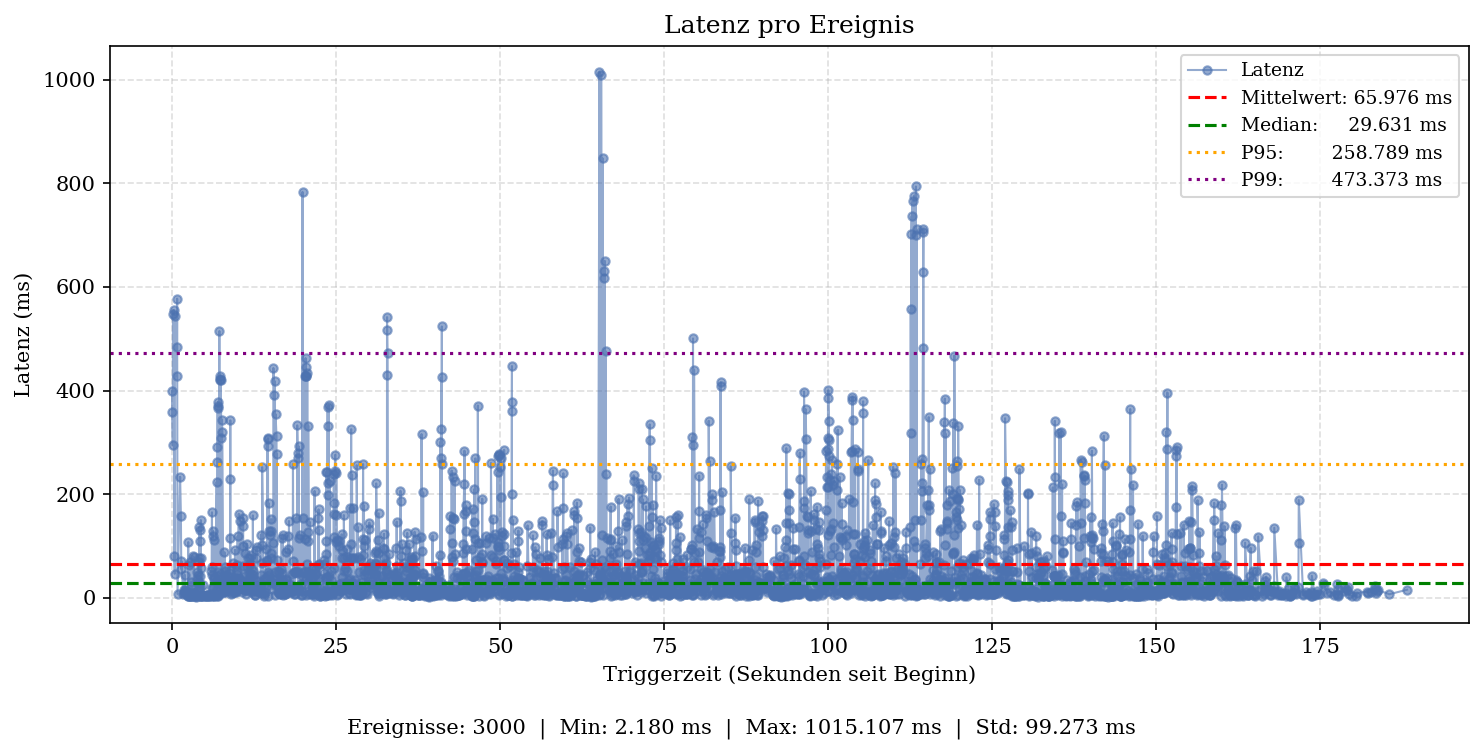 Latenz pro Ereignis
Latenz (ms)
1000
800
600
400
200
0
Latenz
Mittelwert: 65.976 ms
Median: 29.631 ms
P95: 258.789 ms
P99: 473.373 ms
0 25 50 75 100 125 150 175
Triggerzeit (Sekunden seit Beginn)
Ereignisse: 3000 | Min: 2.180 ms | Max: 1015.107 ms | Std: 99.273 ms